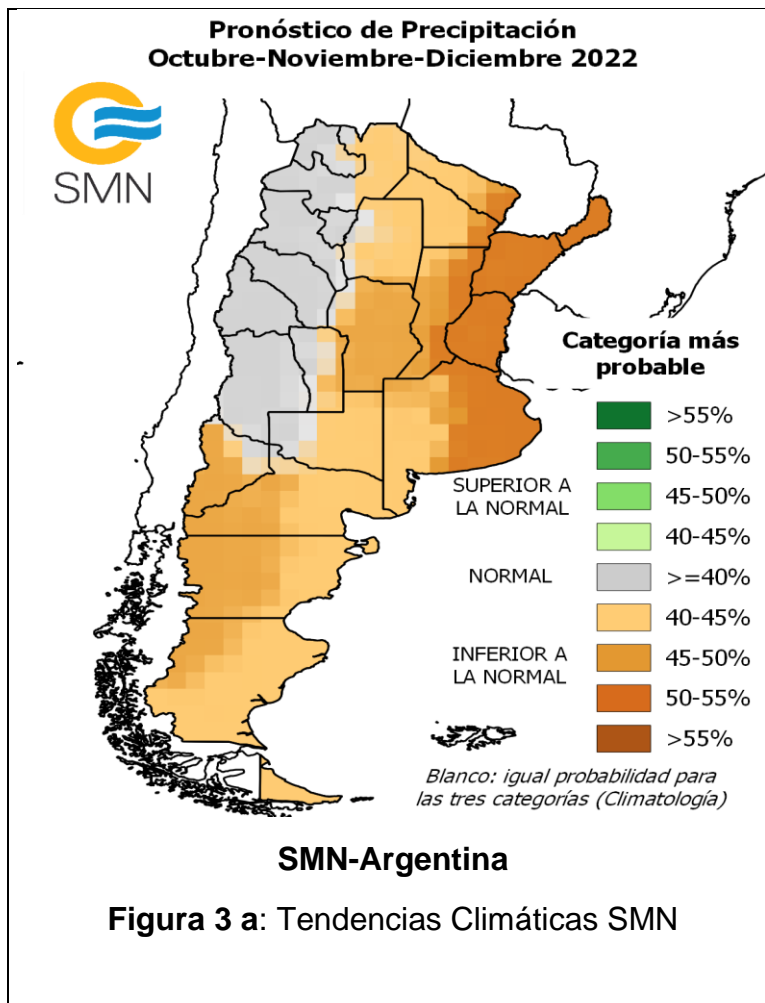 Pronóstico de Precipitación
Octubre-Noviembre-Diciembre 2022
SMN
Categoría más
probable
>55%
50-55%
SUPERIOR A
LA NORMAL
45-50%
40-45%
NORMAL
>=40%
40-45%
INFERIOR A
LA NORMAL
45-50%
50-55%
>55%
Blanco: igual probabilidad para
las tres categorías (Climatología)
SMN-Argentina
Figura 3 a: Tendencias Climáticas SMN